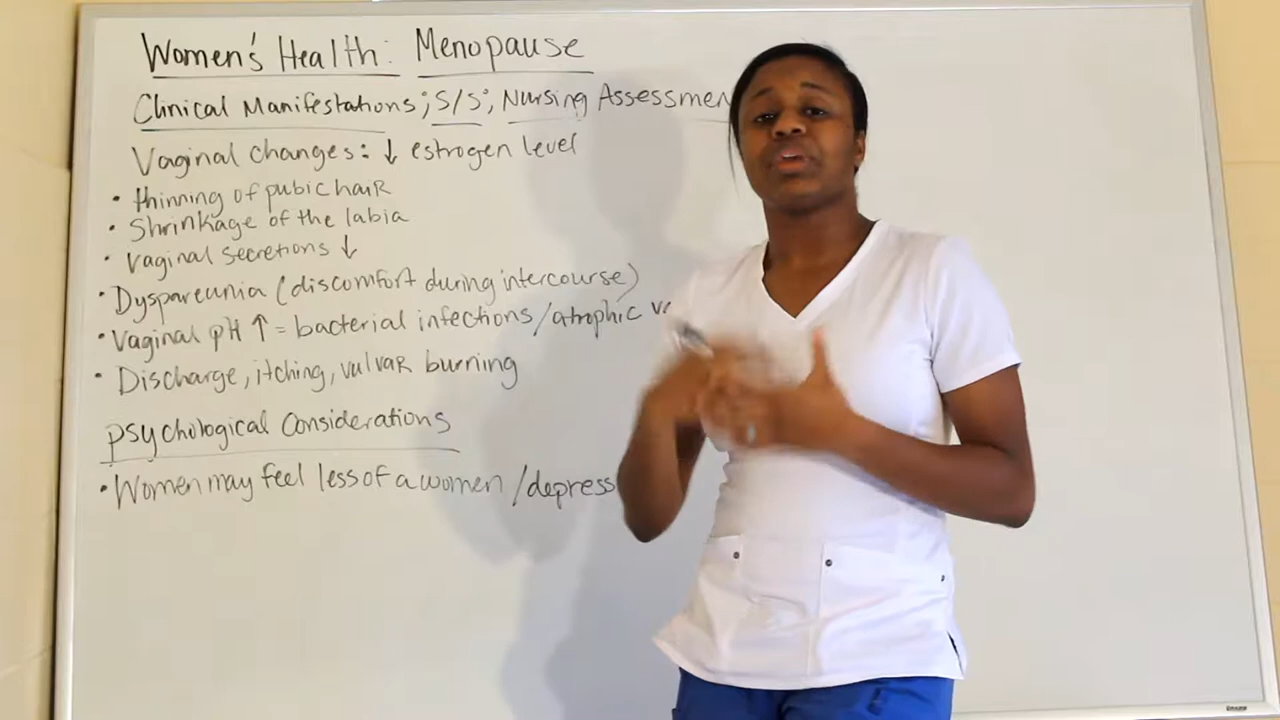 Women's Health: Menopause
Clinical Manifestations; S/S; Nursing Assessmen
Vaginal changes: ↓ estrogen level
• thinning of pubic hair
• Shrinkage of the labia
• vaginal secretions ↓
• Dyspareunia (discomfort during intercourse)
• Vaginal pH ↑ = bacterial infections/atrophic va
• Discharge, itching, vulvar burning
psychological Considerations
• Women may feel less of a women / depress